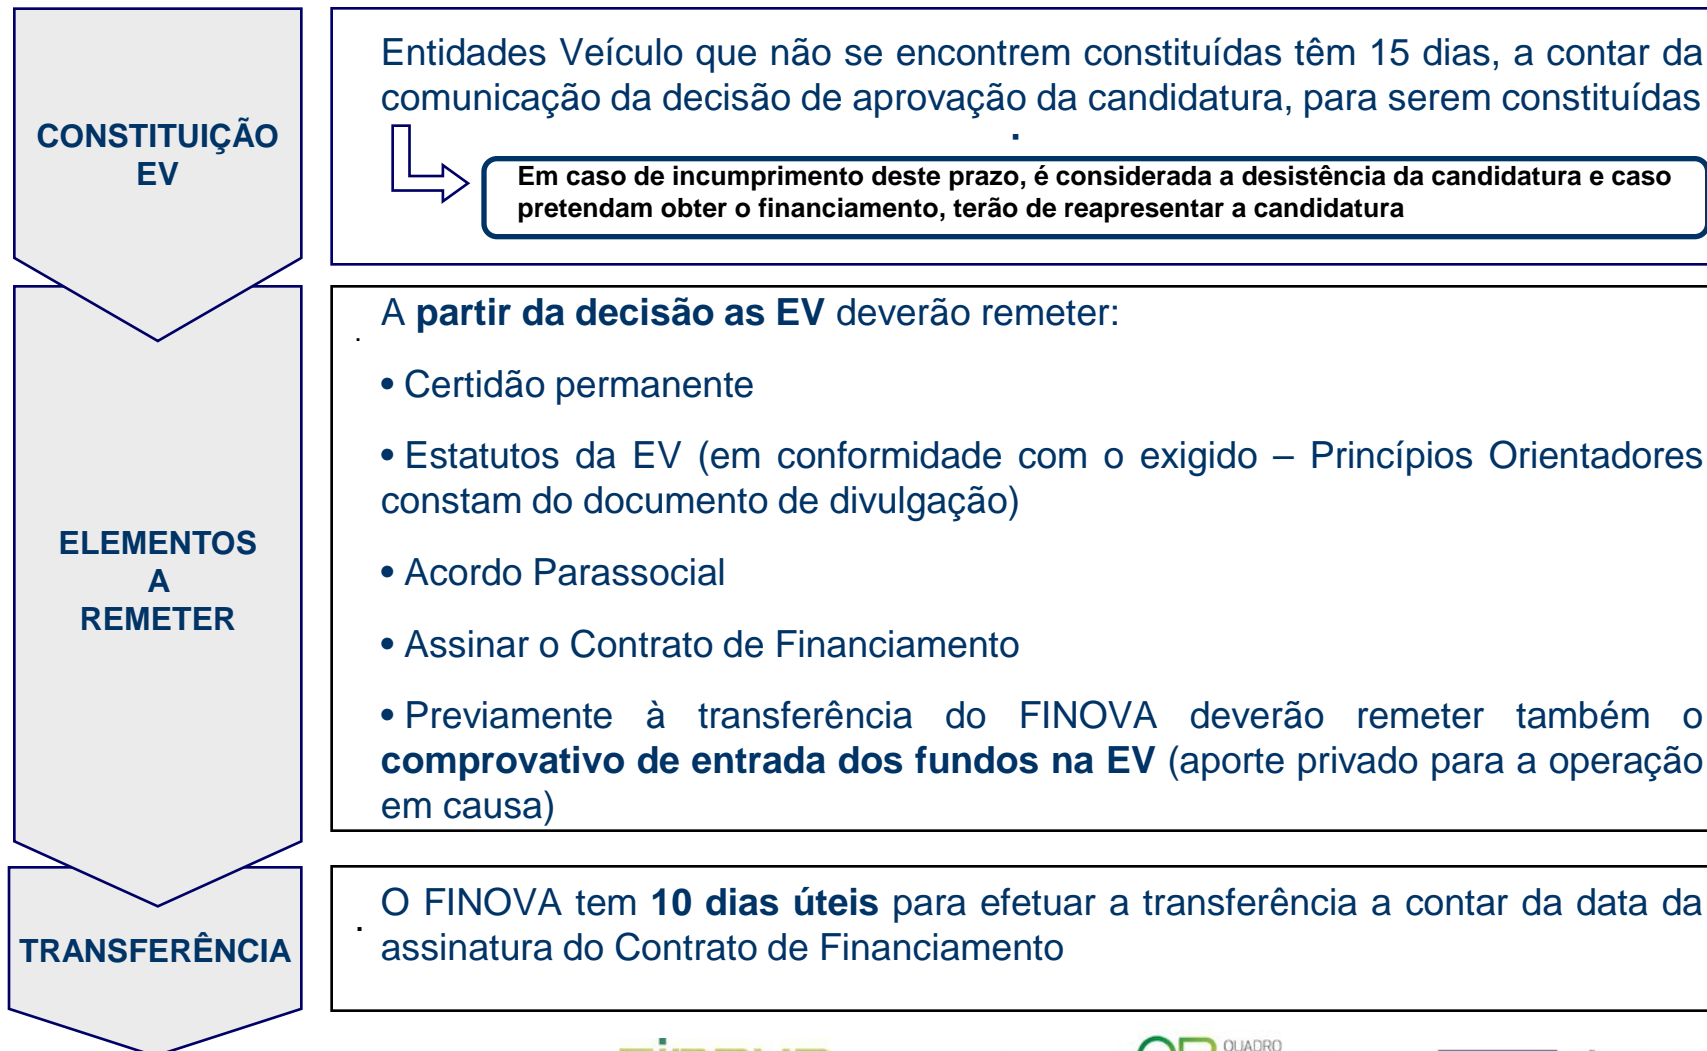 CONSTITUIÇÃO
EV
Entidades Veículo que não se encontrem constituídas têm 15 dias, a contar da
comunicação da decisão de aprovação da candidatura, para serem constituídas
.
Em caso de incumprimento deste prazo, é considerada a desistência da candidatura e caso
pretendam obter o financiamento, terão de reapresentar a candidatura
ELEMENTOS
A
REMETER
A partir da decisão as EV deverão remeter:
.
• Certidão permanente
• Estatutos da EV (em conformidade com o exigido – Princípios Orientadores
constam do documento de divulgação)
• Acordo Parassocial
• Assinar o Contrato de Financiamento
• Previamente à transferência do FINOVA deverão remeter também o
comprovativo de entrada dos fundos na EV (aporte privado para a operação
em causa)
TRANSFERÊNCIA
O FINOVA tem 10 dias úteis para efetuar a transferência a contar da data da
.
assinatura do Contrato de Financiamento
QUADRO